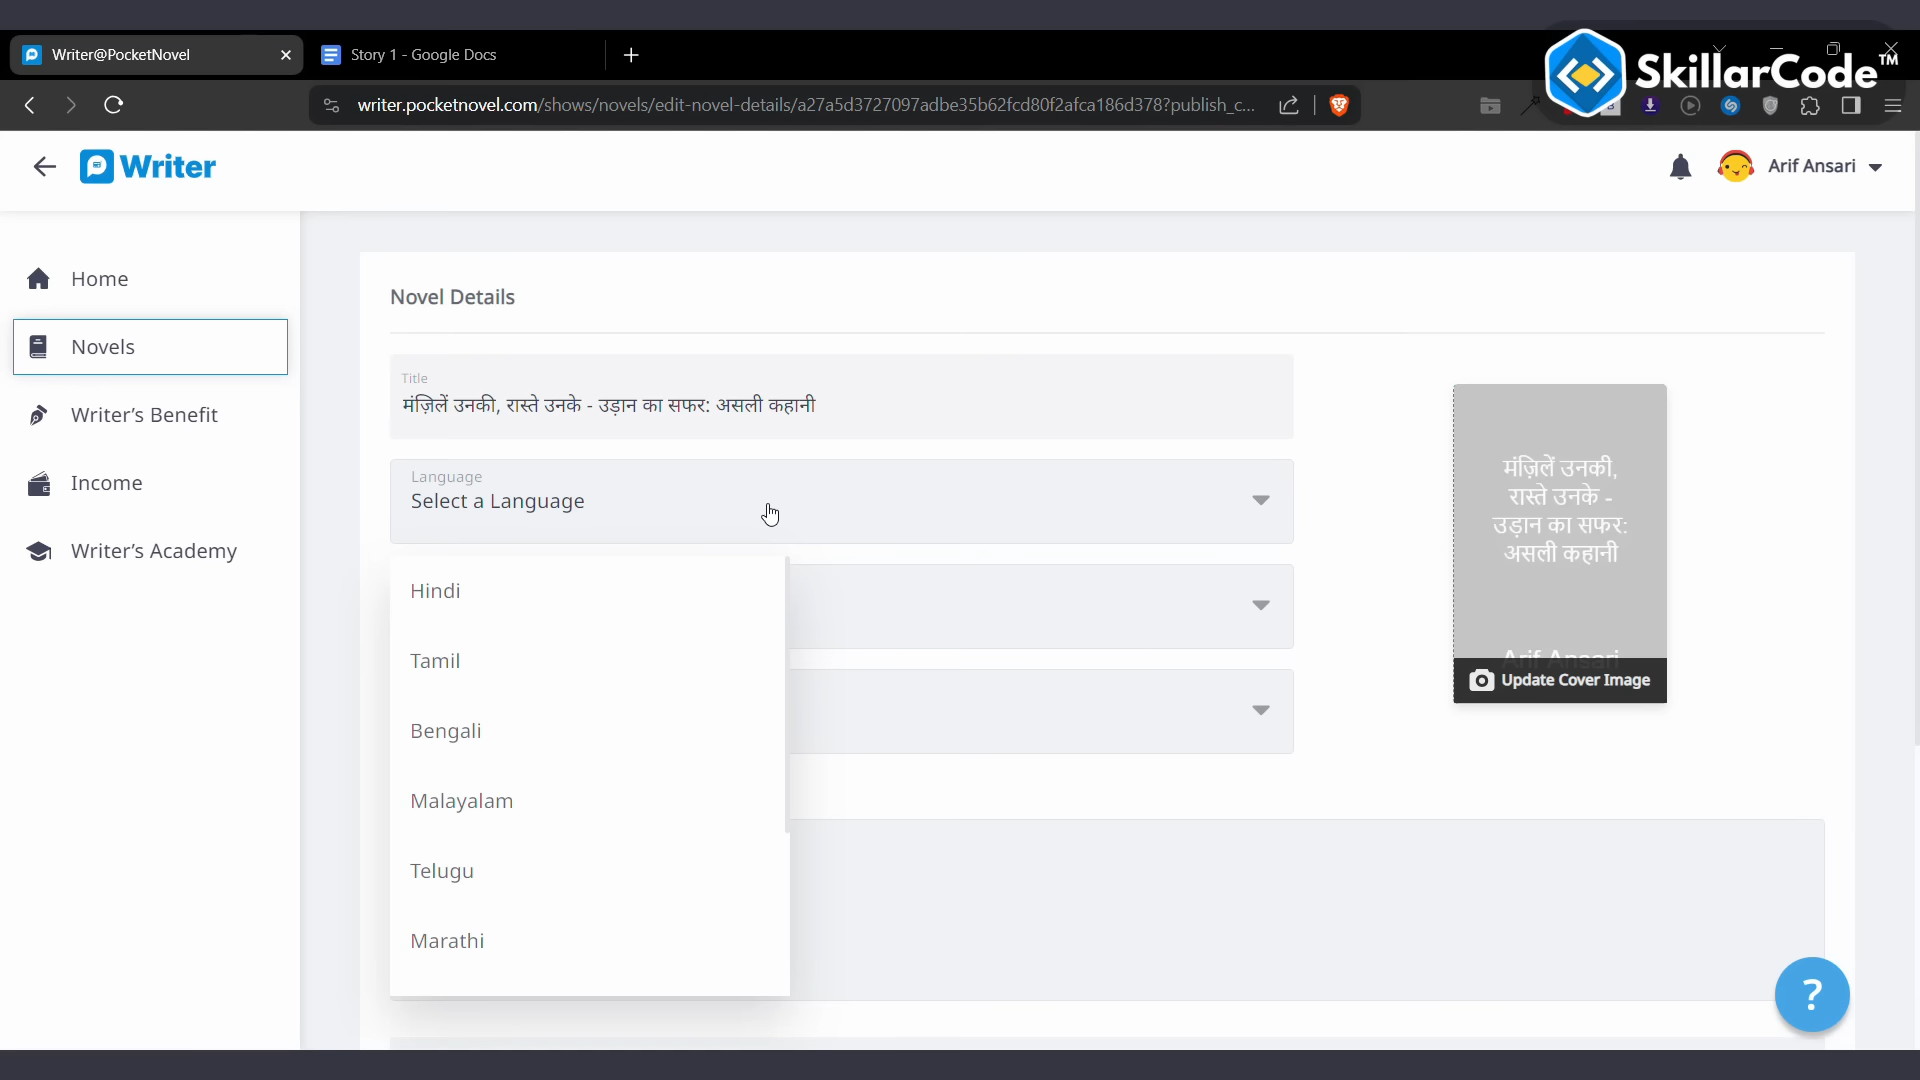 Writer@PocketNovel
Story 1 - Google Docs
SkillarCode™
writer.pocketnovel.com/shows/novels/edit-novel-details/a27a5d3727097adbe35b62fcd80f2afca186d378?publish_c...
Writer
Arif Ansari
Home
Novels
Writer's Benefit
Income
Writer's Academy
Novel Details
Title
मंज़िलें उनकी, रास्ते उनके - उड़ान का सफर: असली कहानी
Language
Select a Language
Hindi
Tamil
Bengali
Malayalam
Telugu
Marathi
मंज़िलें उनकी,
रास्ते उनके -
उड़ान का सफर:
असली कहानी
Arif Ansari
Update Cover Image
?